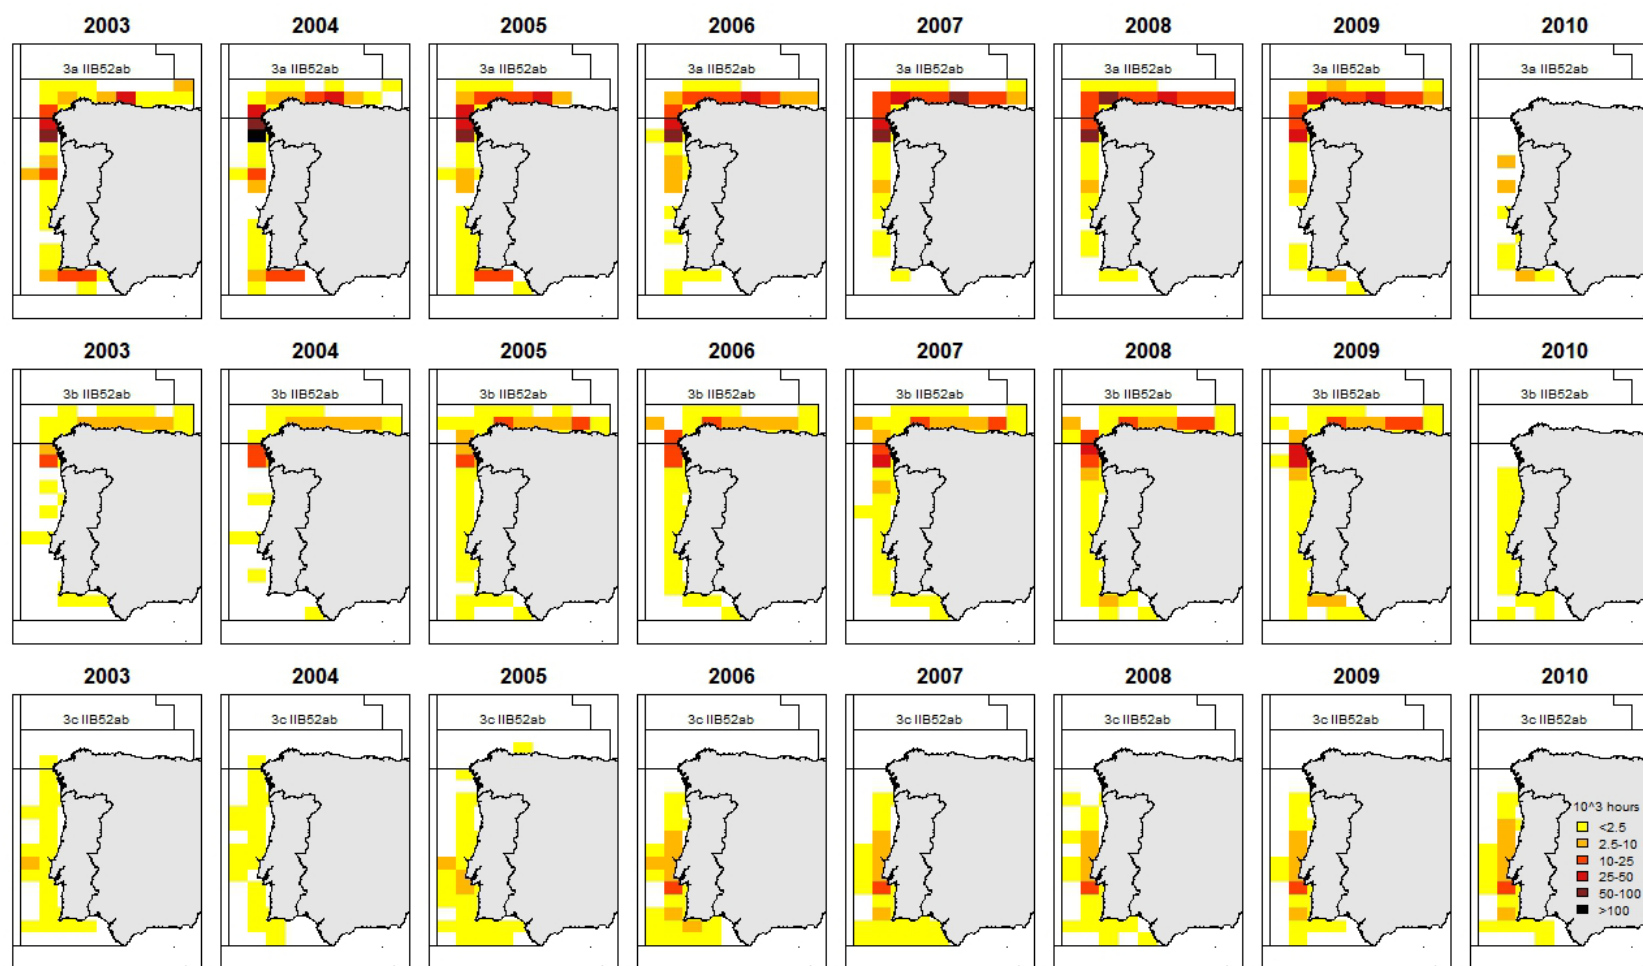 2003 2004 2005 2006 2007 2008 2009 2010
3a IIB52ab 3a IIB52ab 3a IIB52ab 3a IIB52ab 3a IIB52ab 3a IIB52ab 3a IIB52ab 3a IIB52ab
2003 2004 2005 2006 2007 2008 2009 2010
3b IIB52ab 3b IIB52ab 3b IIB52ab 3b IIB52ab 3b IIB52ab 3b IIB52ab 3b IIB52ab 3b IIB52ab
2003 2004 2005 2006 2007 2008 2009 2010
3c IIB52ab 3c IIB52ab 3c IIB52ab 3c IIB52ab 3c IIB52ab 3c IIB52ab 3c IIB52ab 3c IIB52ab
10^3 hours
<2.5
2.5-10
10-25
25-50
50-100
>100